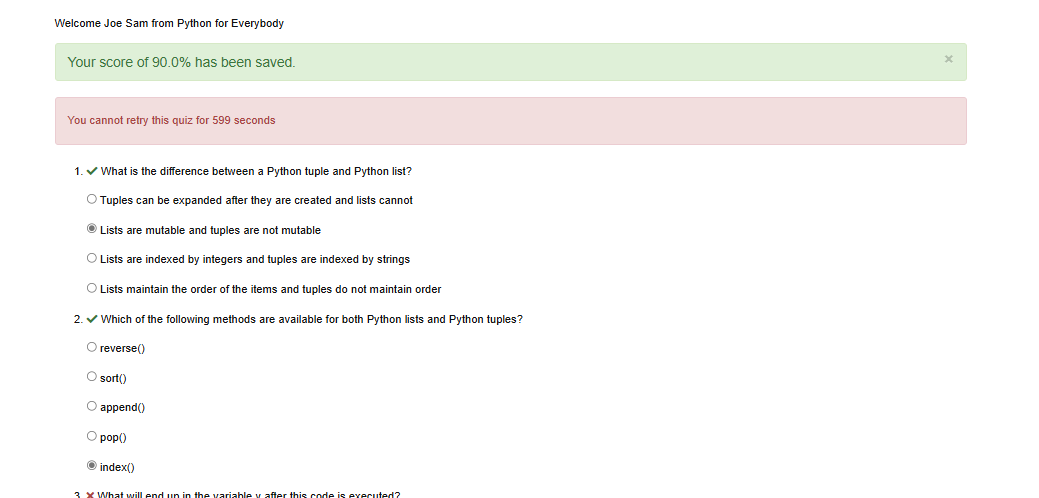 Welcome Joe Sam from Python for Everybody
Your score of 90.0% has been saved.
×
You cannot retry this quiz for 599 seconds
1. ✔ What is the difference between a Python tuple and Python list?
Tuples can be expanded after they are created and lists cannot
Lists are mutable and tuples are not mutable
Lists are indexed by integers and tuples are indexed by strings
Lists maintain the order of the items and tuples do not maintain order
2. ✔ Which of the following methods are available for both Python lists and Python tuples?
reverse()
sort()
append()
pop()
index()
3. ✖ What will end up in the variable y after this code is executed?